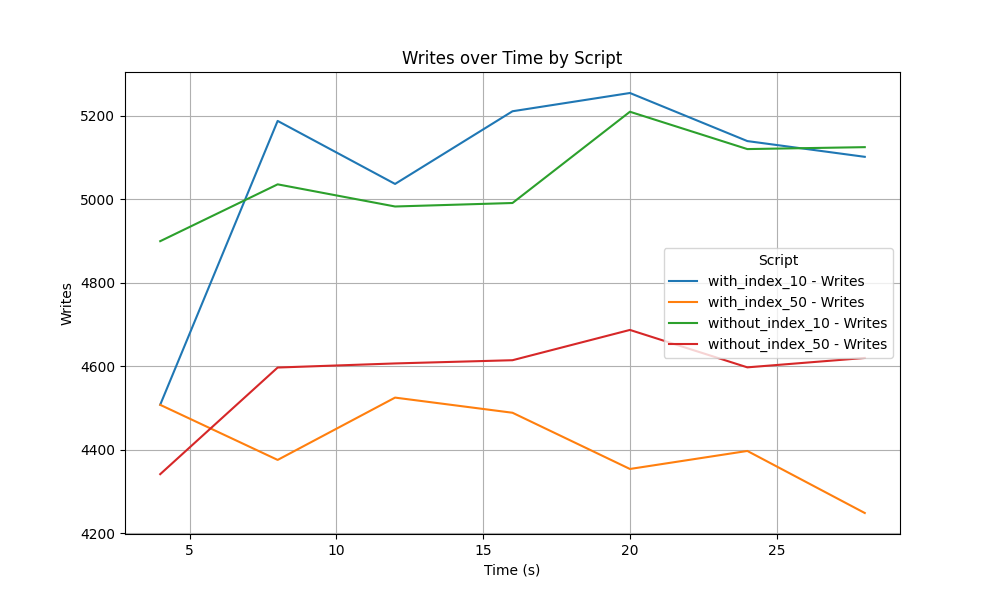 Writes over Time by Script
5200
5000
4800
4600
4400
4200
Writes
Script
with_index_10 - Writes
with_index_50 - Writes
without_index_10 - Writes
without_index_50 - Writes
5 10 15 20 25
Time (s)